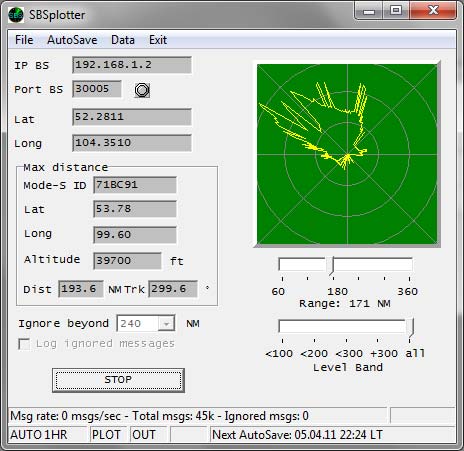 SBSplotter
File AutoSave Data Exit
IP BS 192.168.1.2
Port BS 30005
Lat 52.2811
Long 104.3510
Max distance
Mode-S ID 71BC91
Lat 53.78
Long 99.60
Altitude 39700 ft
Dist 193.6 NM Trk 299.6 °
Ignore beyond 240 NM
Log ignored messages
STOP
60 180 360
Range: 171 NM
<100 <200 <300 +300 all
Level Band
Msg rate: 0 msgs/sec - Total msgs: 45k - Ignored msgs: 0
AUTO 1HR PLOT OUT Next AutoSave: 05.04.11 22:24 LT